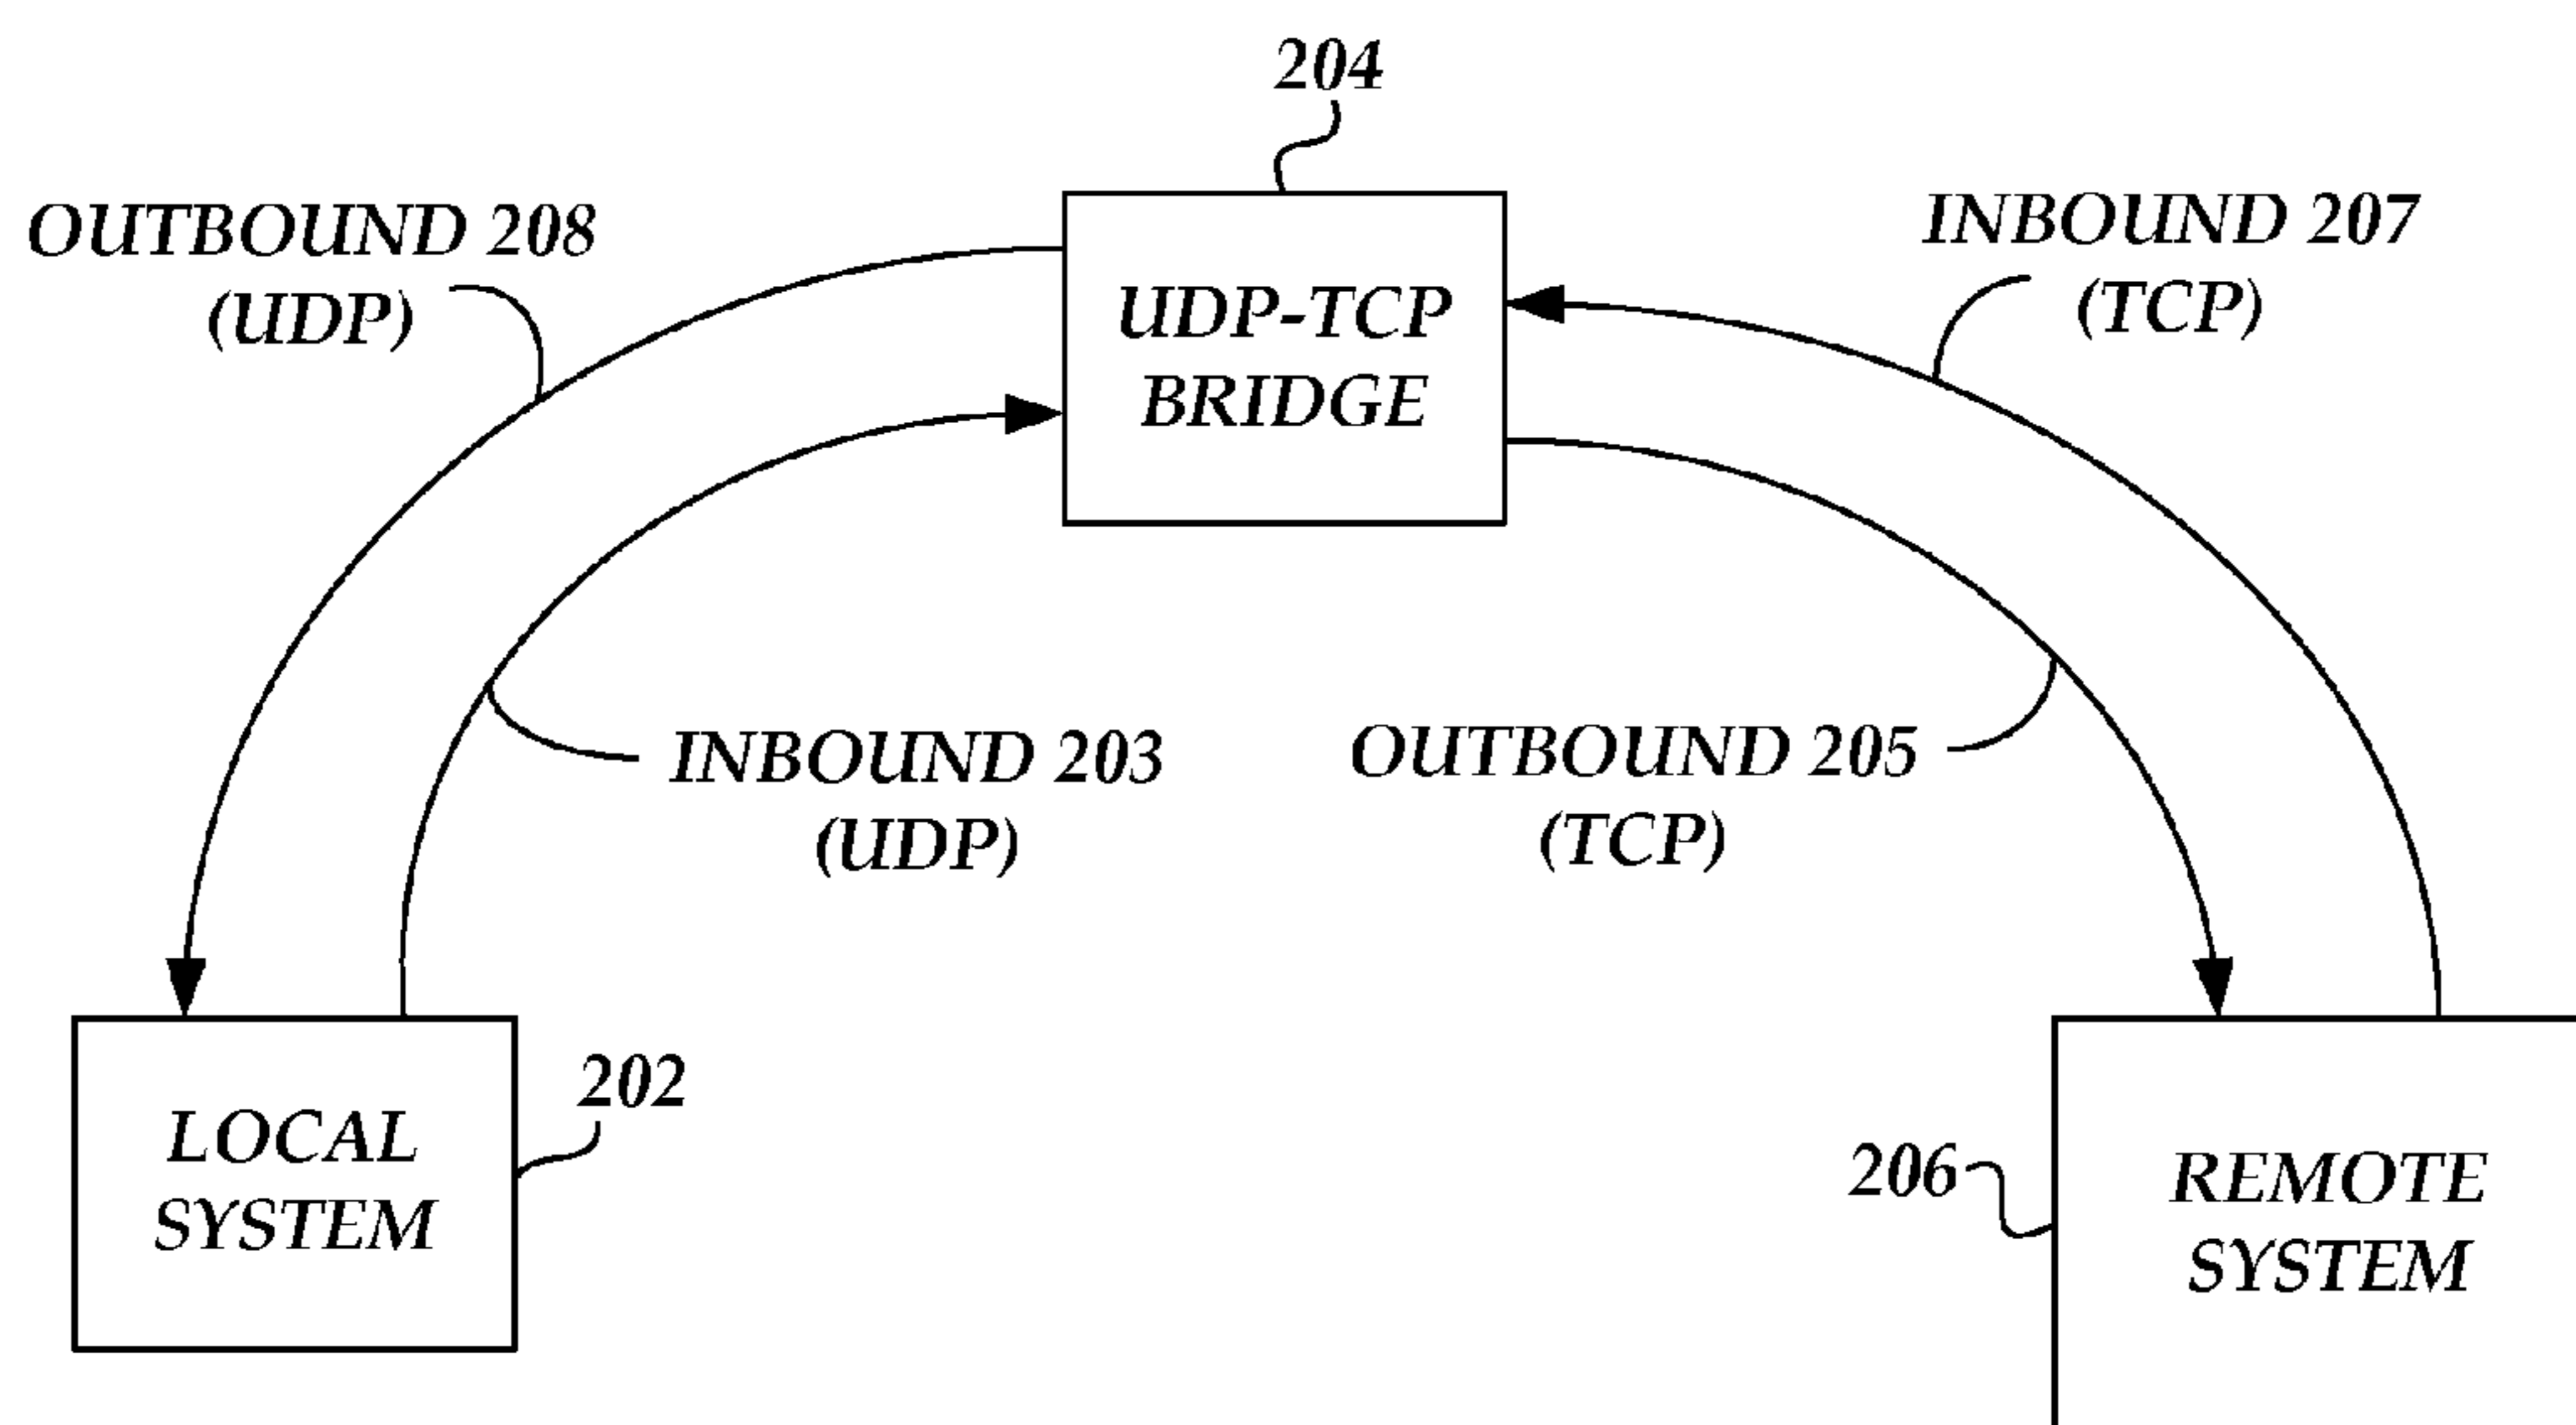 204
OUTBOUND 208
(UDP)
UDP-TCP
BRIDGE
INBOUND 207
(TCP)
INBOUND 203
(UDP)
OUTBOUND 205
(TCP)
LOCAL
SYSTEM
202
206
REMOTE
SYSTEM